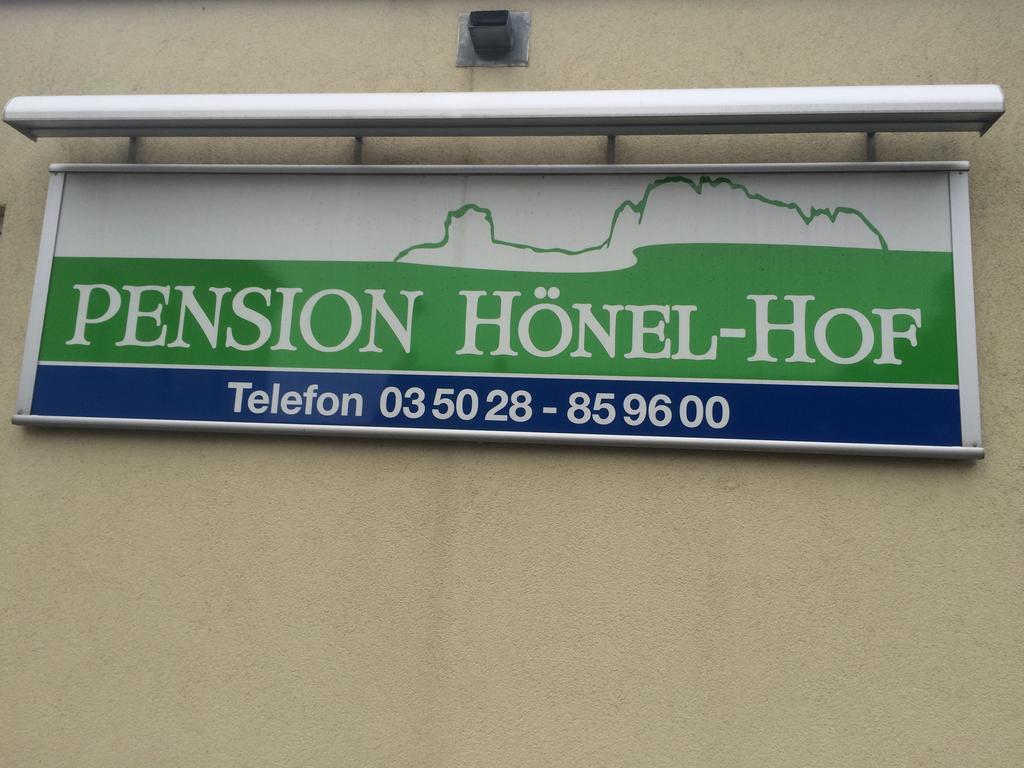 PENSION HÖNEL-HOF
Telefon 03 50 28 - 85 96 00